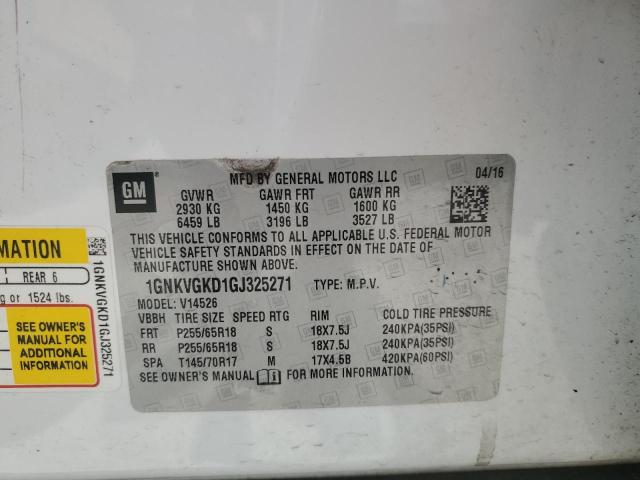 GM
MFD BY GENERAL MOTORS LLC
04/16
GVWR GAWR FRT GAWR RR
2930 KG 1450 KG 1600 KG
6459 LB 3196 LB 3527 LB
THIS VEHICLE CONFORMS TO ALL APPLICABLE U.S. FEDERAL MOTOR
VEHICLE SAFETY STANDARDS IN EFFECT ON THE DATE OF
MANUFACTURE SHOWN ABOVE.
1GNKVGKD1GJ325271 TYPE: M.P.V.
MODEL: V14526
VBBH TIRE SIZE SPEED RTG RIM COLD TIRE PRESSURE
FRT P255/65R18 S 18X7.5J 240KPA(35PSI)
RR P255/65R18 S 18X7.5J 240KPA(35PSI)
SPA T145/70R17 M 17X4.5B 420KPA(60PSI)
SEE OWNER'S MANUAL FOR MORE INFORMATION.
REAR 6
or 1524 lbs.
SEE OWNER'S
MANUAL FOR
ADDITIONAL
INFORMATION
1GNKVGKD1GJ325271